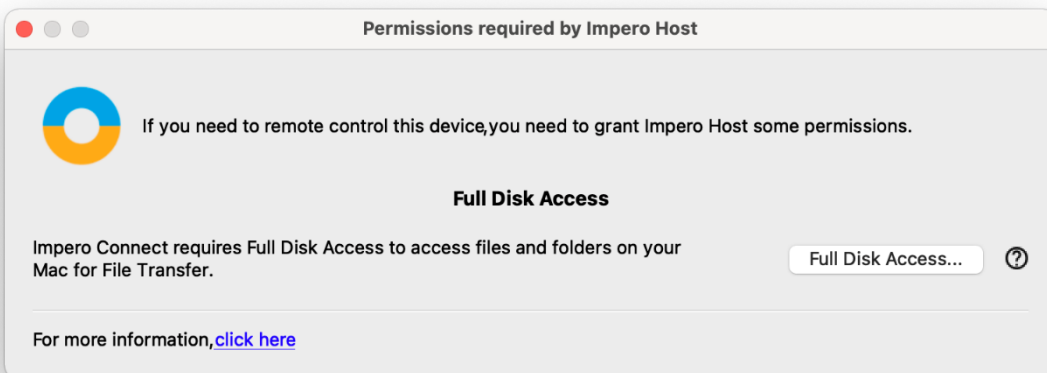 Permissions required by Impero Host
If you need to remote control this device,you need to grant Impero Host some permissions.
Full Disk Access
Impero Connect requires Full Disk Access to access files and folders on your
Mac for File Transfer.
Full Disk Access...
?
For more information,click here